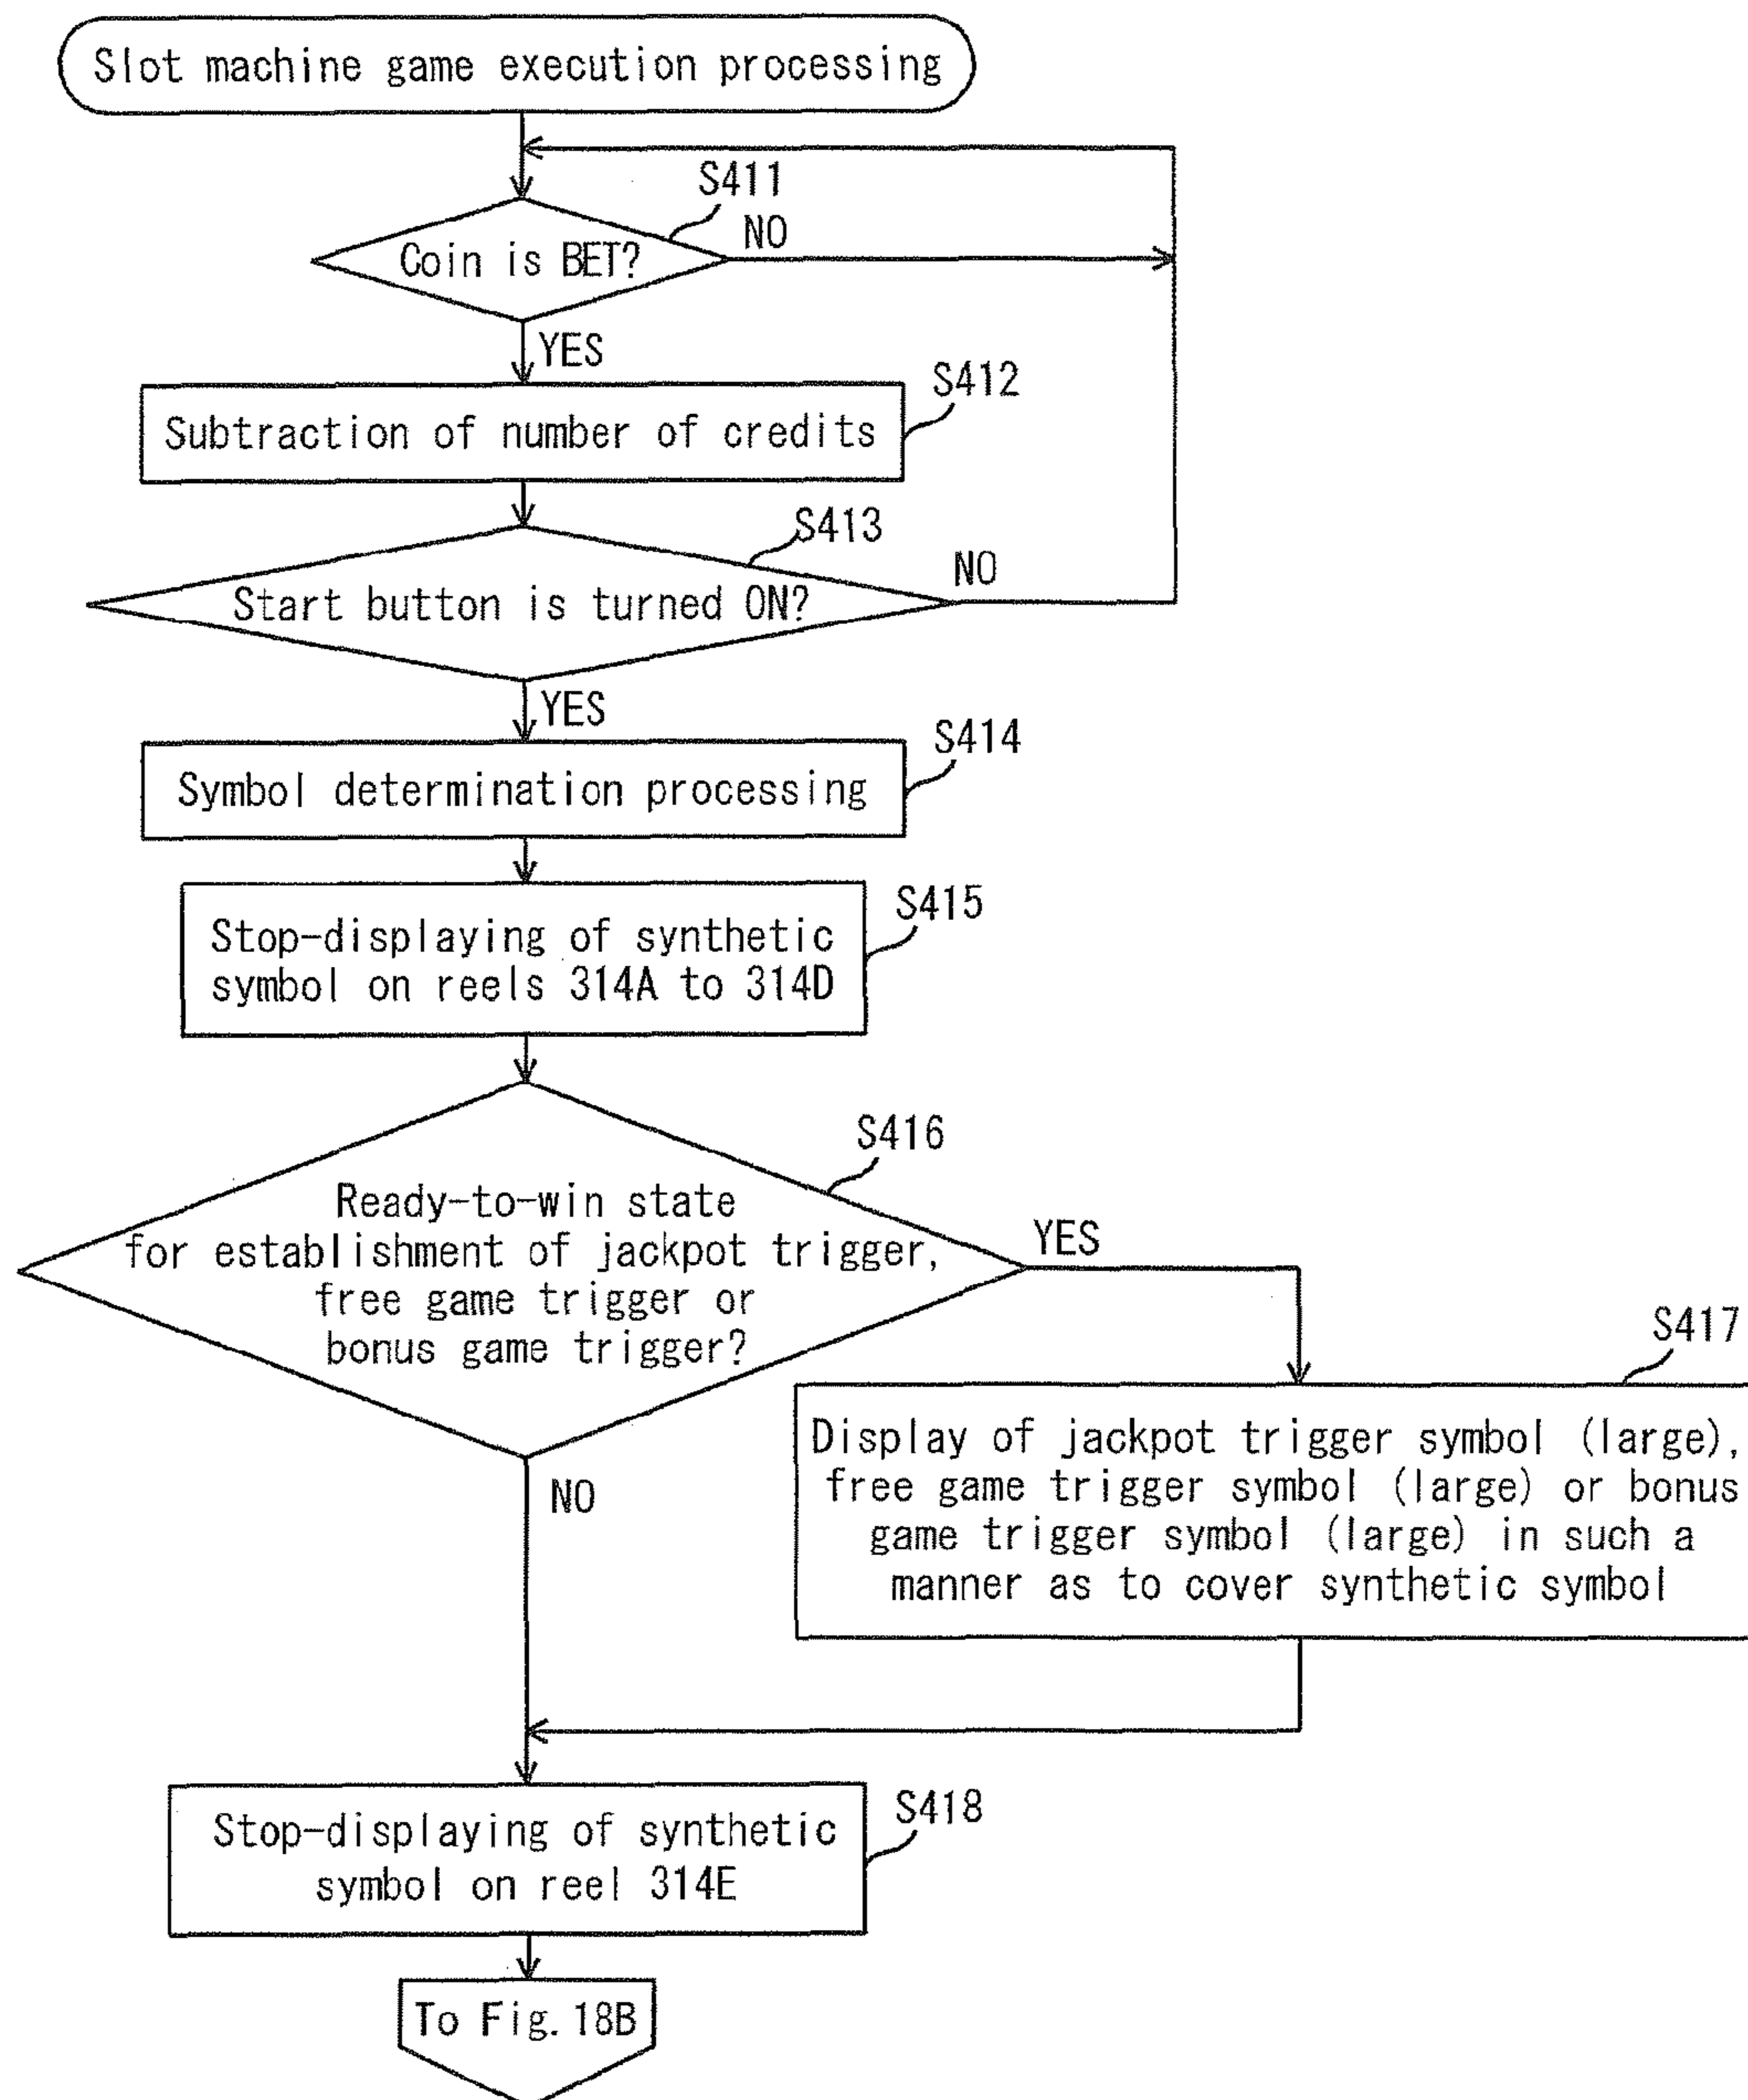 Slot machine game execution processing
S411
Coin is BET?
NO
YES
S412
Subtraction of number of credits
S413
Start button is turned ON?
NO
YES
S414
Symbol determination processing
S415
Stop-displaying of synthetic
symbol on reels 314A to 314D
S416
Ready-to-win state
for establishment of jackpot trigger,
free game trigger or
bonus game trigger?
YES
NO
S417
Display of jackpot trigger symbol (large),
free game trigger symbol (large) or bonus
game trigger symbol (large) in such a
manner as to cover synthetic symbol
S418
Stop-displaying of synthetic
symbol on reel 314E
To Fig. 18B